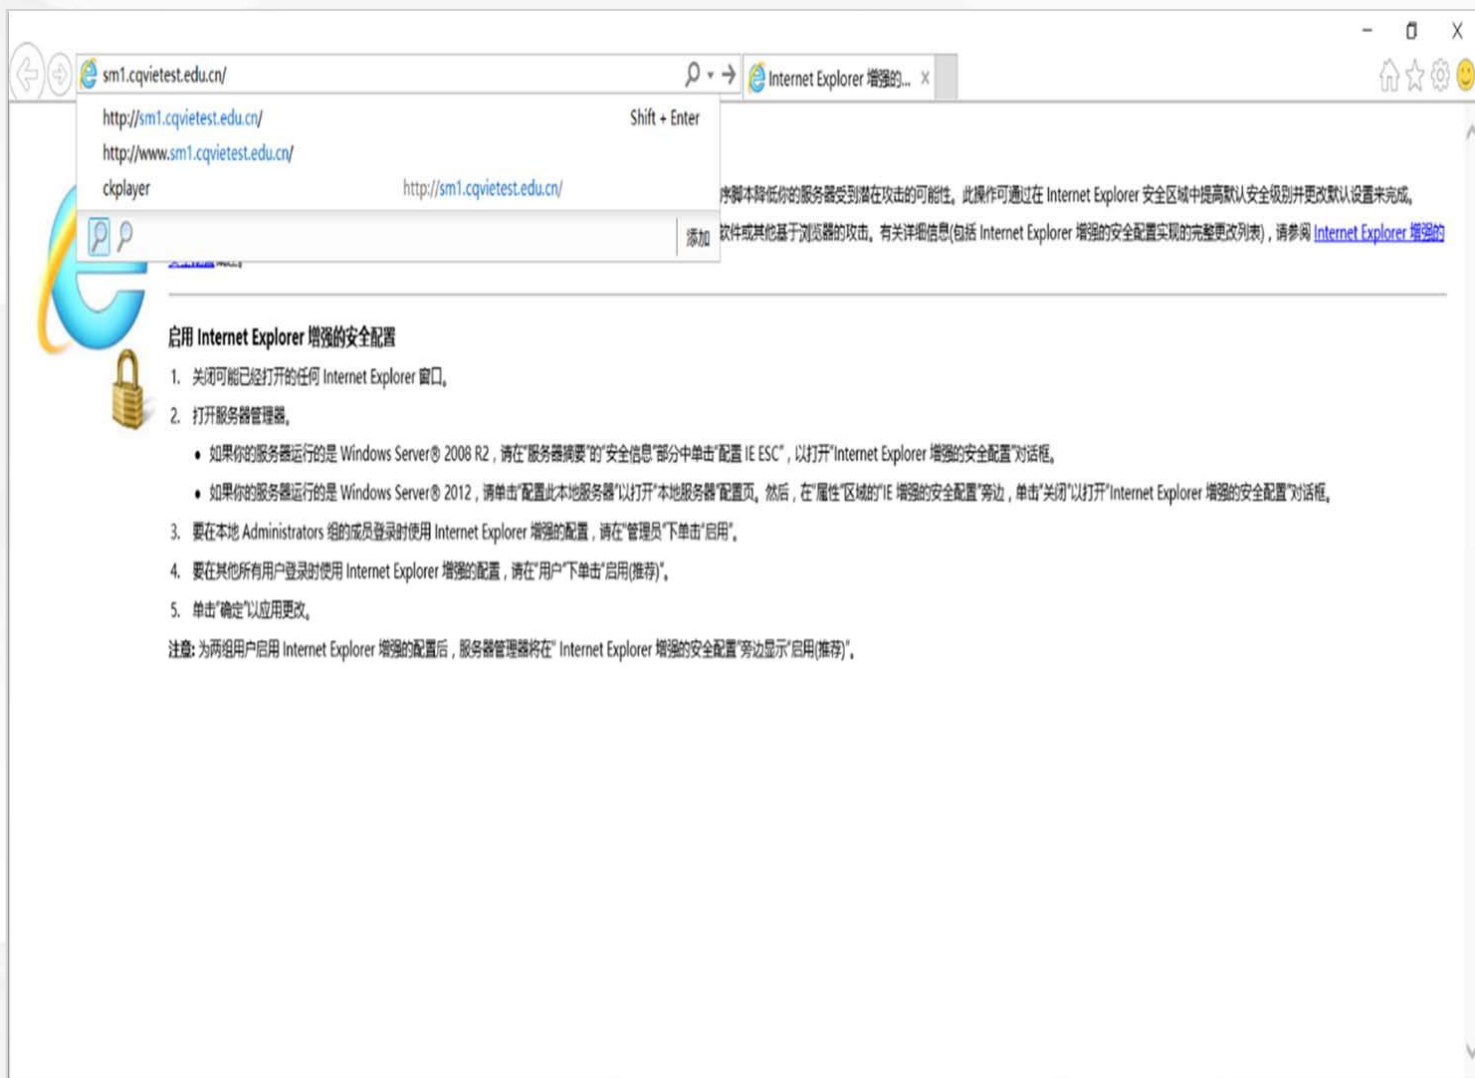 sm1.cqvietest.edu.cn/
Internet Explorer 增强的...
http://sm1.cqvietest.edu.cn/ Shift + Enter
http://www.sm1.cqvietest.edu.cn/
ckplayer http://sm1.cqvietest.edu.cn/
序脚本降低你的服务器受到潜在攻击的可能性。此操作可通过在 Internet Explorer 安全区域中提高默认安全级别并更改默认设置来完成。
添加
软件或其他基于浏览器的攻击。有关详细信息(包括 Internet Explorer 增强的安全配置实现的完整更改列表)，请参阅 Internet Explorer 增强的
启用 Internet Explorer 增强的安全配置
1. 关闭可能已经打开的任何 Internet Explorer 窗口。
2. 打开服务器管理器。
• 如果你的服务器运行的是 Windows Server® 2008 R2，请在"服务器摘要"的"安全信息"部分中单击"配置 IE ESC"，以打开"Internet Explorer 增强的安全配置"对话框。
• 如果你的服务器运行的是 Windows Server® 2012，请单击"配置此本地服务器"以打开"本地服务器"配置页。然后，在"属性"区域的"IE 增强的安全配置"旁边，单击"关闭"以打开"Internet Explorer 增强的安全配置"对话框。
3. 要在本地 Administrators 组的成员登录时使用 Internet Explorer 增强的配置，请在"管理员"下单击"启用"。
4. 要在其他所有用户登录时使用 Internet Explorer 增强的配置，请在"用户"下单击"启用(推荐)"。
5. 单击"确定"以应用更改。
注意: 为两组用户启用 Internet Explorer 增强的配置后，服务器管理器将在" Internet Explorer 增强的安全配置"旁边显示"启用(推荐)"。